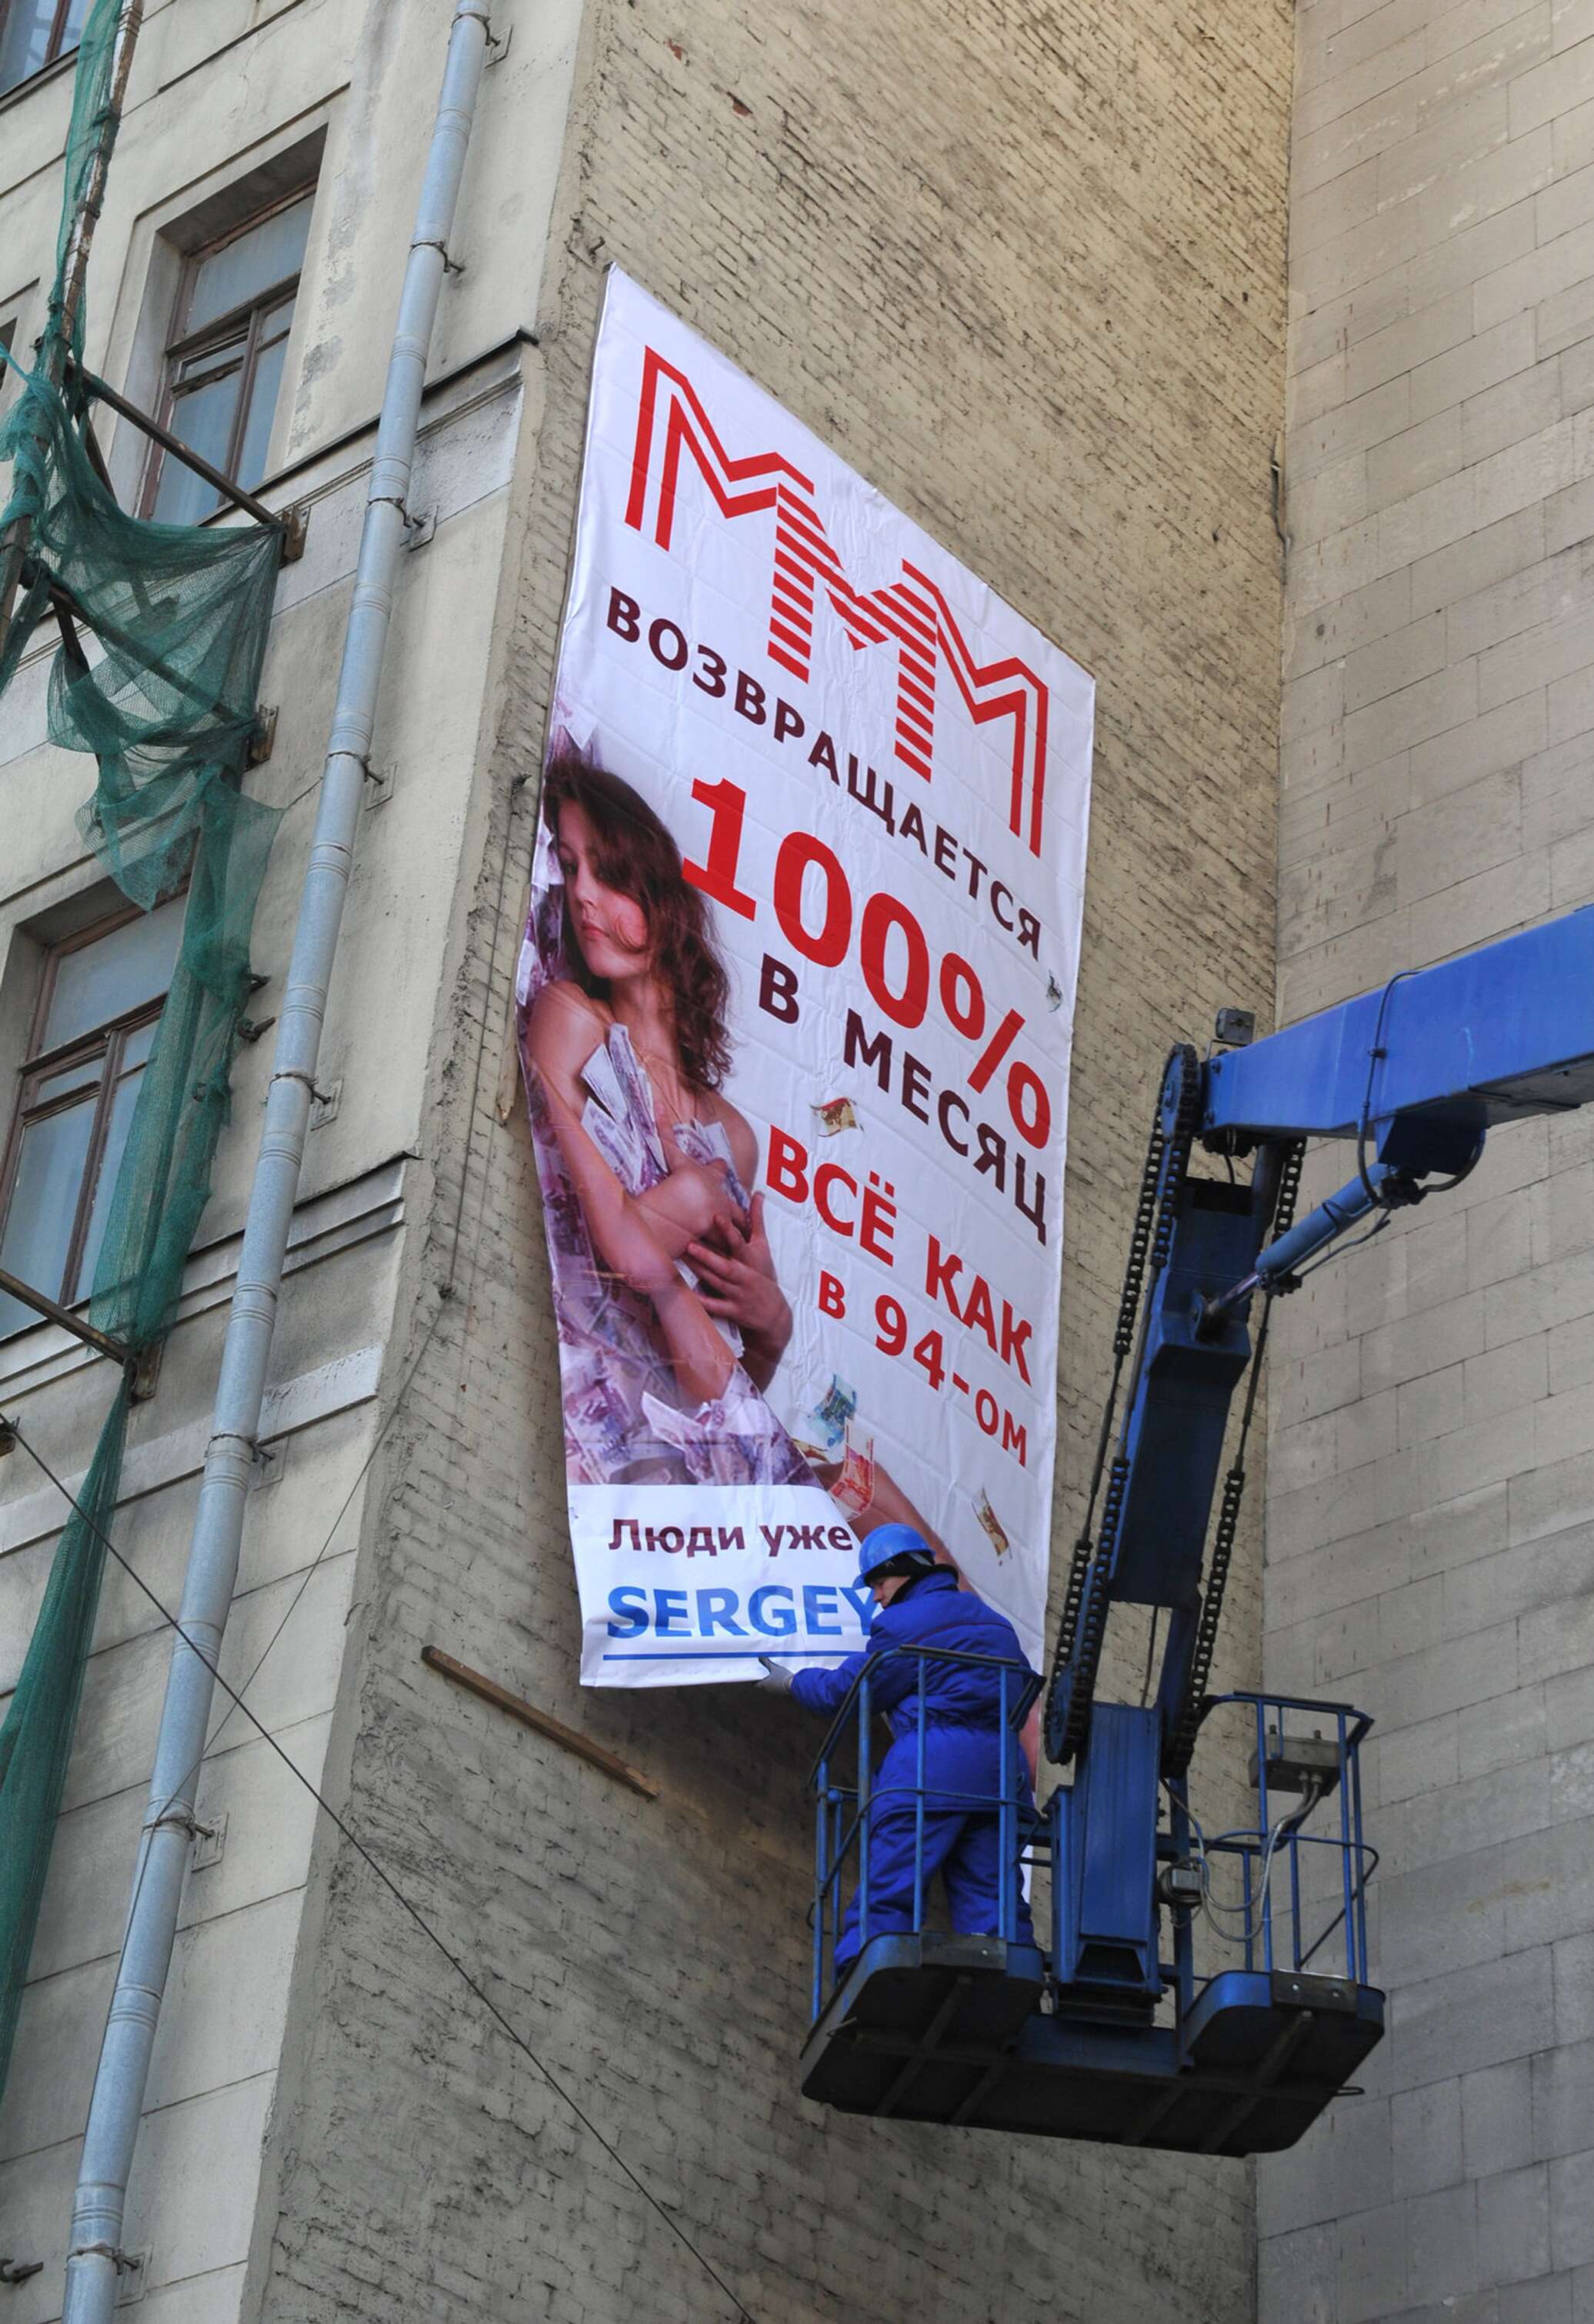 МММ
ВОЗВРАЩАЕТСЯ
100%
В МЕСЯЦ
ВСЁ КАК
в 94-ом
Люди уже
SERGEY